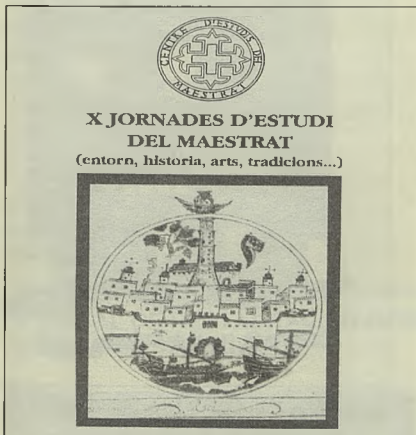 CENTRE D'ESTUDIS DEL MAESTRAT
X JORNADES D'ESTUDI
DEL MAESTRAT
(entorn, historia, arts, tradicions...)